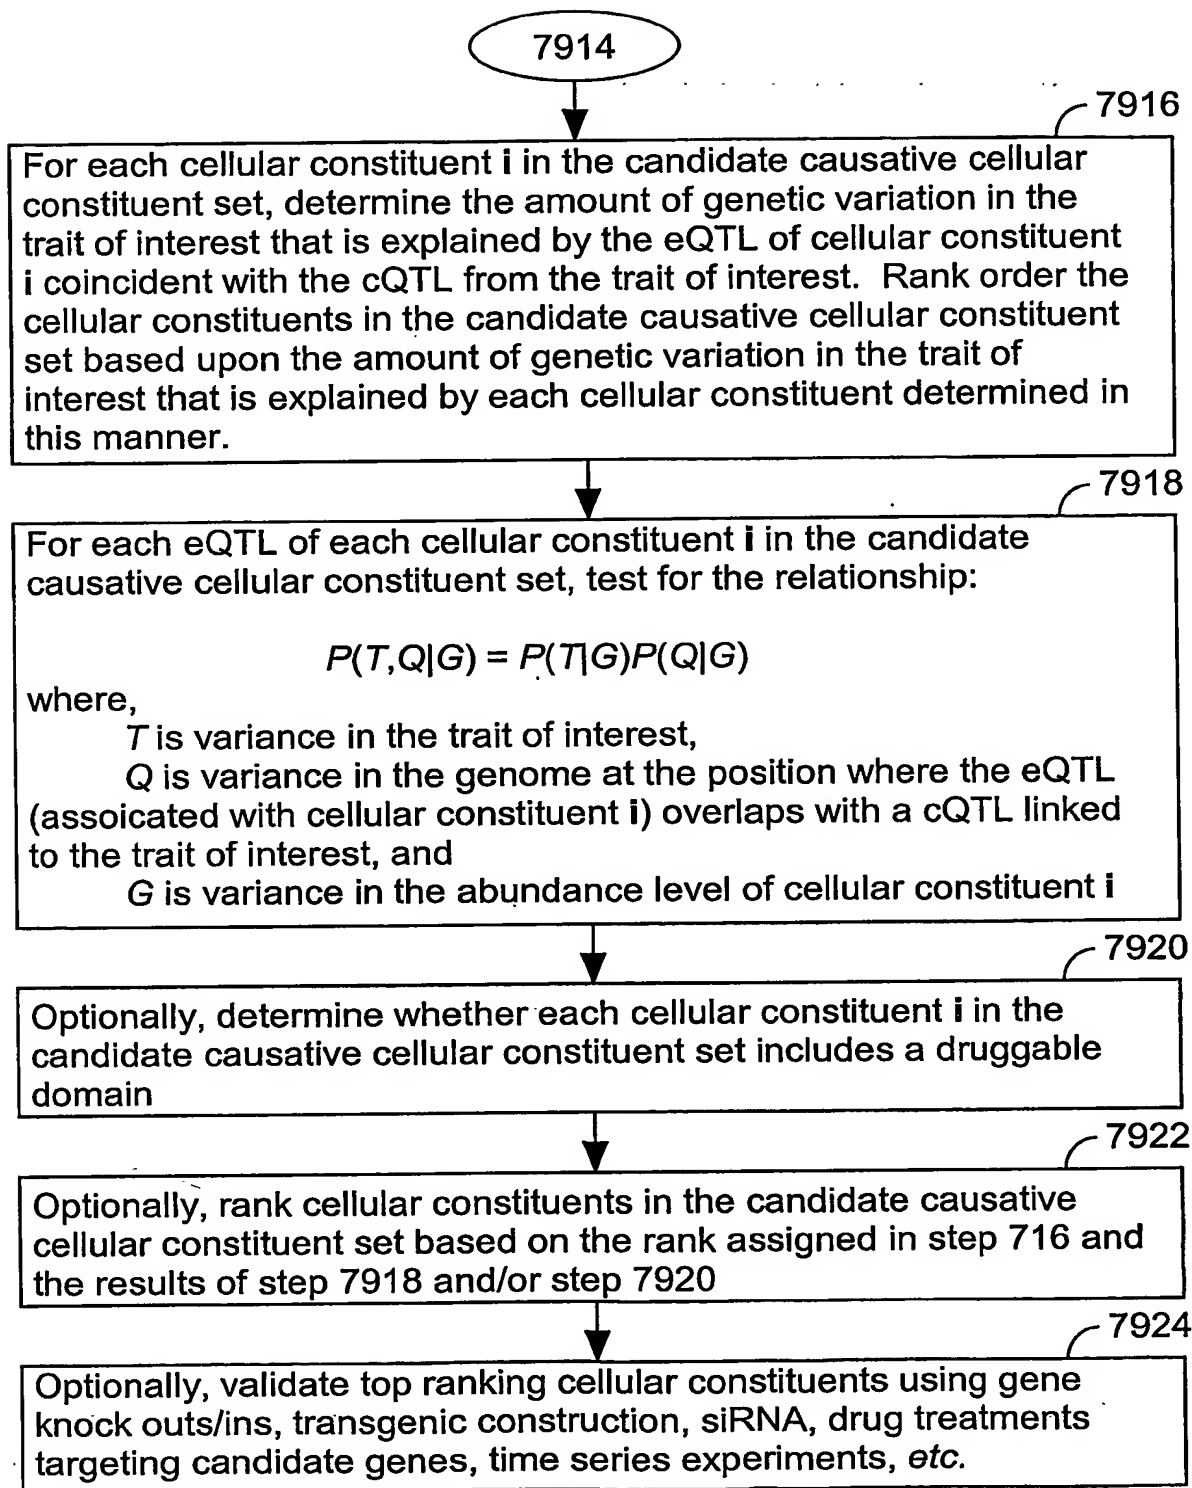 7914
7916
For each cellular constituent i in the candidate causative cellular
constituent set, determine the amount of genetic variation in the
trait of interest that is explained by the eQTL of cellular constituent
i coincident with the cQTL from the trait of interest.  Rank order the
cellular constituents in the candidate causative cellular constituent
set based upon the amount of genetic variation in the trait of
interest that is explained by each cellular constituent determined in
this manner.
7918
For each eQTL of each cellular constituent i in the candidate
causative cellular constituent set, test for the relationship:
P(T,Q|G) = P(T|G)P(Q|G)
where,
T is variance in the trait of interest,
Q is variance in the genome at the position where the eQTL
(assoicated with cellular constituent i) overlaps with a cQTL linked
to the trait of interest, and
G is variance in the abundance level of cellular constituent i
7920
Optionally, determine whether each cellular constituent i in the
candidate causative cellular constituent set includes a druggable
domain
7922
Optionally, rank cellular constituents in the candidate causative
cellular constituent set based on the rank assigned in step 716 and
the results of step 7918 and/or step 7920
7924
Optionally, validate top ranking cellular constituents using gene
knock outs/ins, transgenic construction, siRNA, drug treatments
targeting candidate genes, time series experiments, etc.